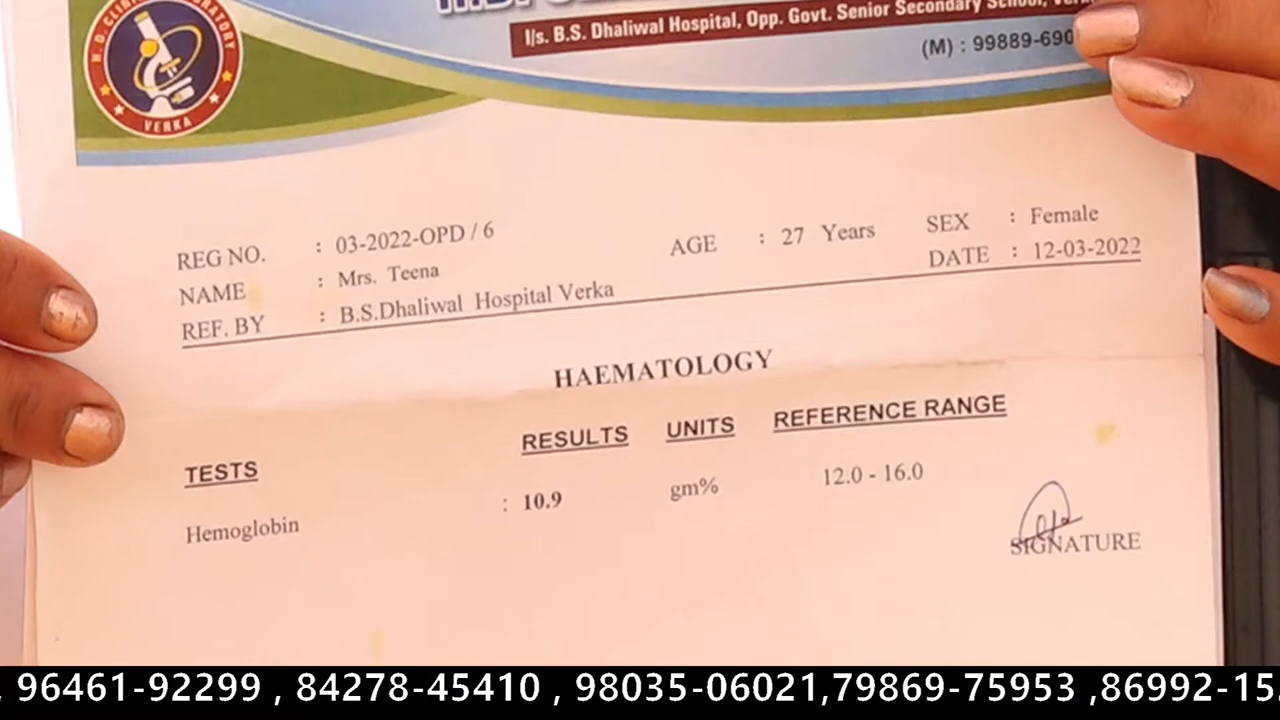 H.D. CLINICAL LABORATORY
VERKA
I/s. B.S. Dhaliwal Hospital, Opp. Govt. Senior Secondary School,
(M) : 99889-690
REG NO. : 03-2022-OPD / 6 AGE : 27 Years SEX : Female
NAME : Mrs. Teena DATE : 12-03-2022
REF. BY : B.S.Dhaliwal Hospital Verka
HAEMATOLOGY
TESTS RESULTS UNITS REFERENCE RANGE
Hemoglobin : 10.9 gm% 12.0 - 16.0
SIGNATURE
, 96461-92299 , 84278-45410 , 98035-06021,79869-75953 ,86992-15